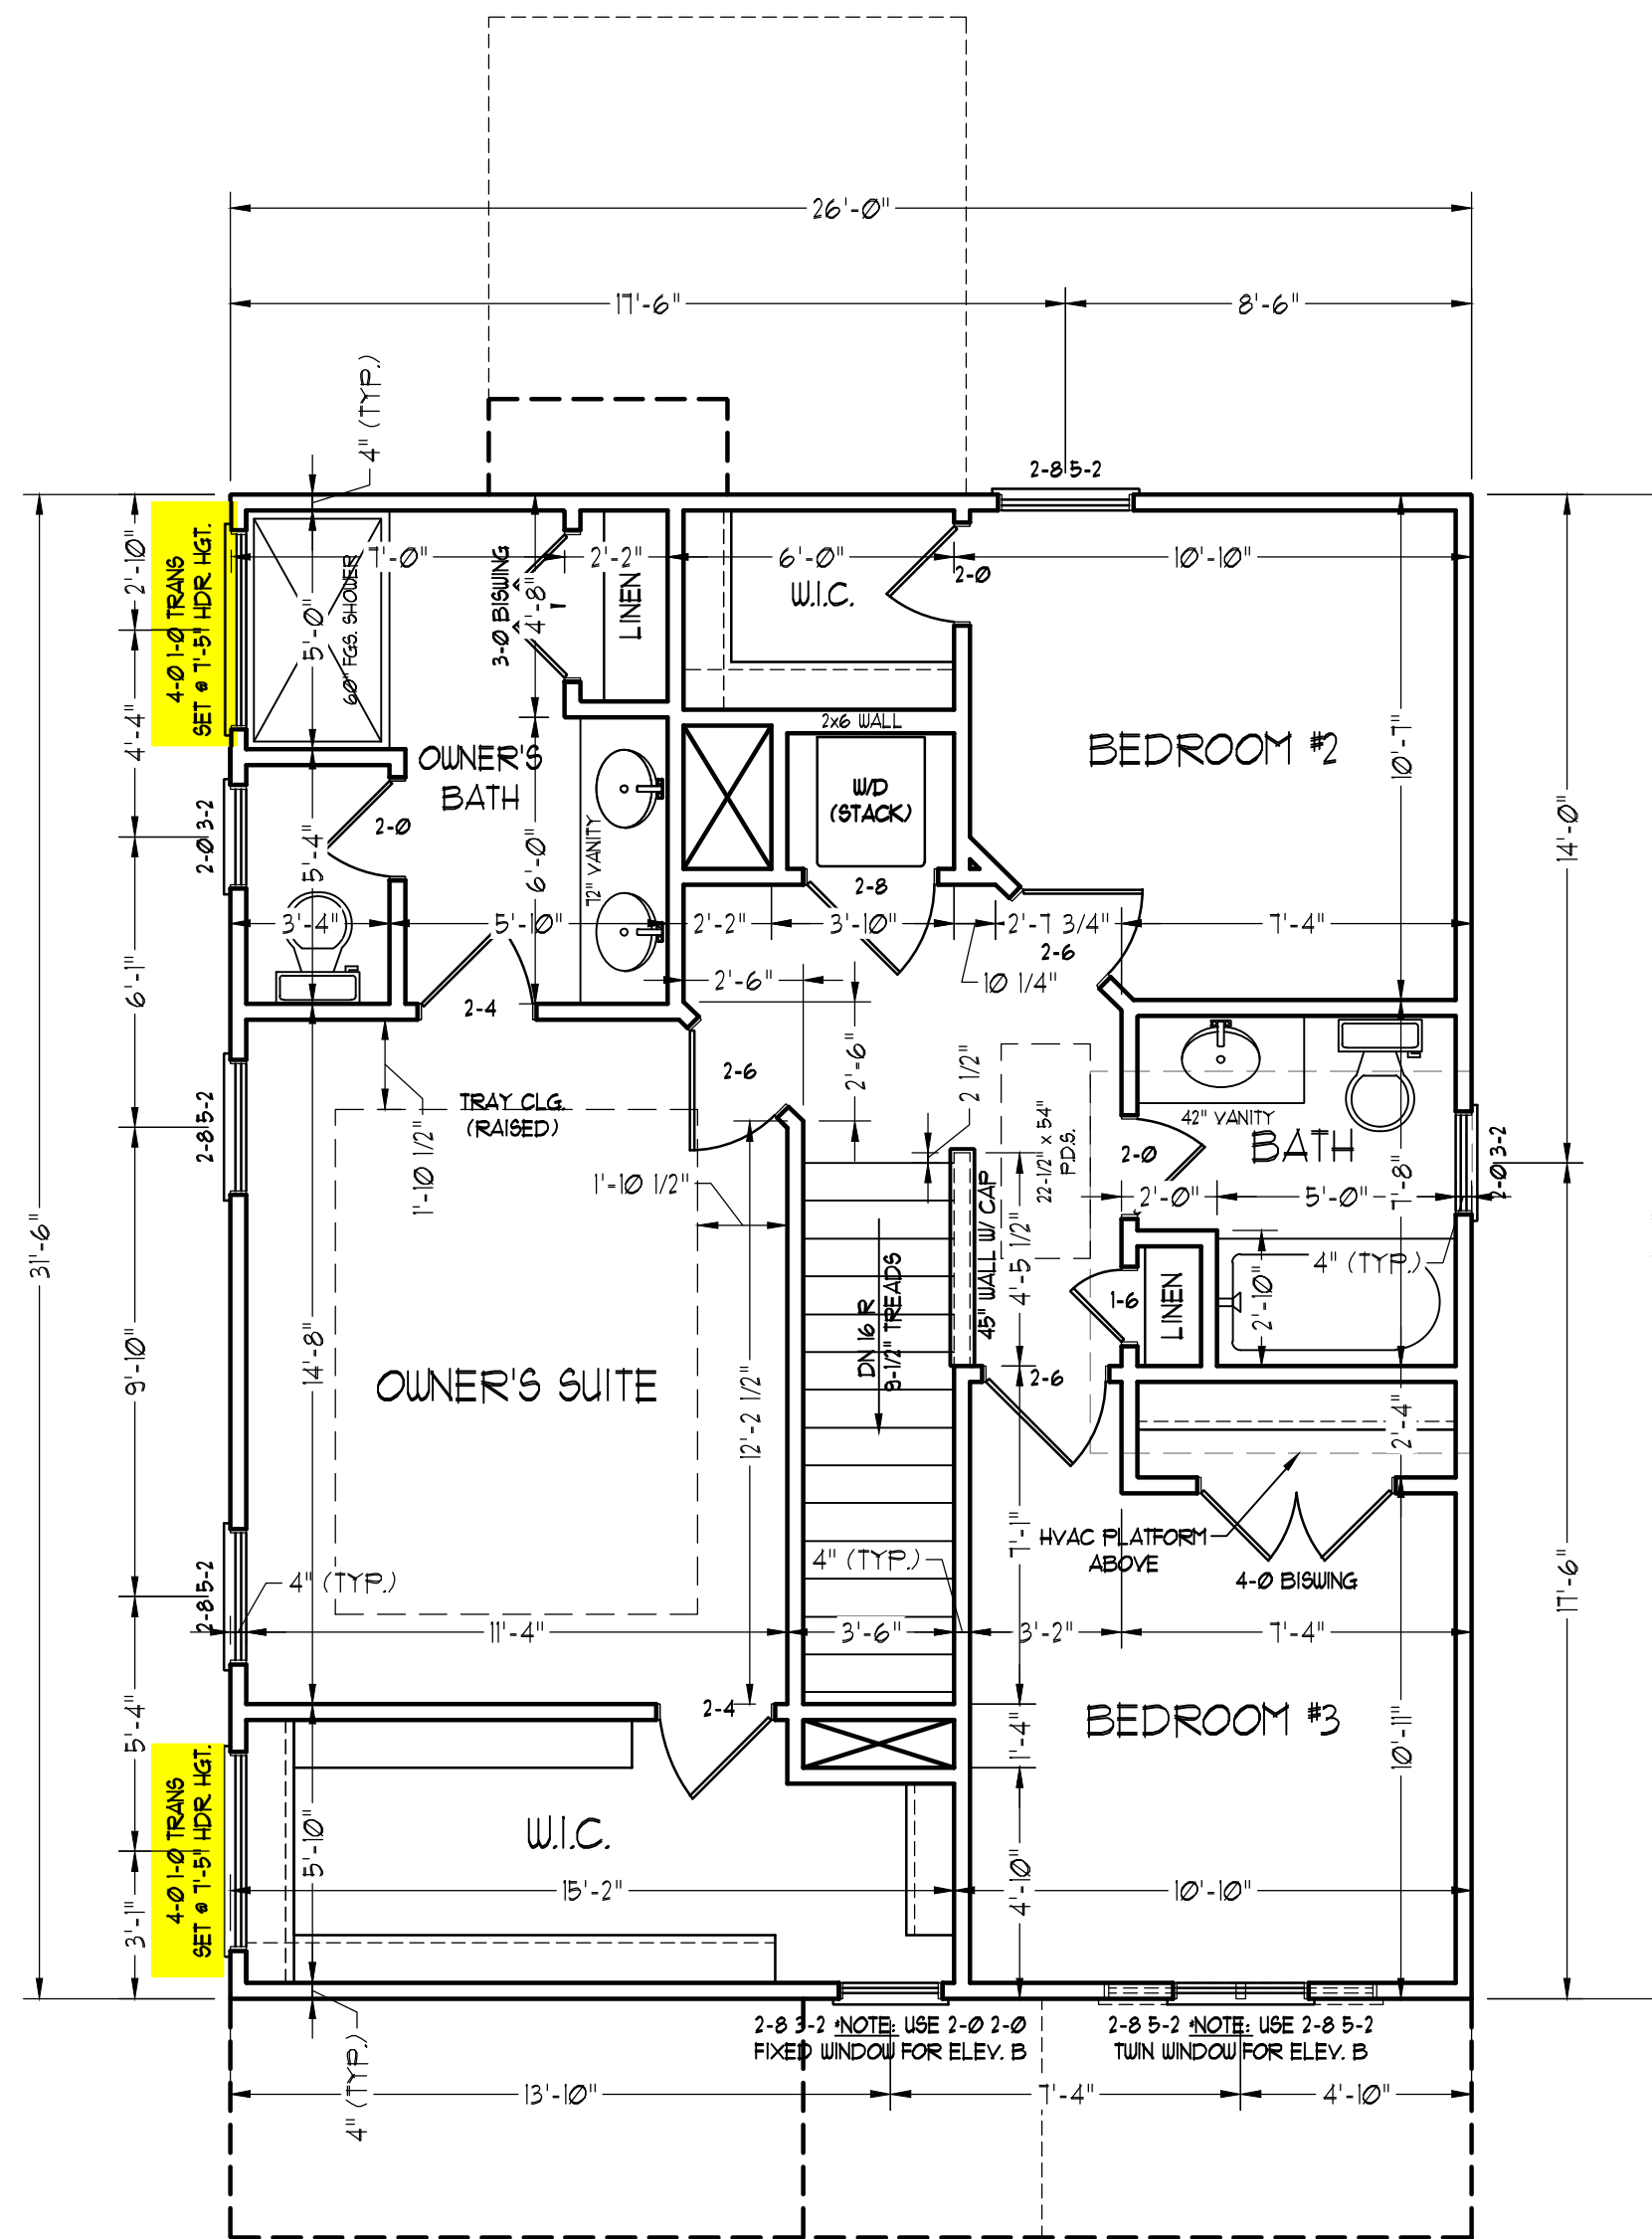 26'-0"
17'-6"
8'-6"
4" (TYP.)
2-8 5-2
2'-10"
4-0 1-0 TRANS
SET @ 7'-5" HDR. HGT.
4'-4"
7'-0"
2'-2"
6'-0"
10'-10"
3-0 BISWING
4'-8"
LINEN
W.I.C.
2-0
5'-0"
60" FGS. SHOWER
2x6 WALL
OWNER'S
BATH
W/D
(STACK)
BEDROOM #2
10'-7"
14'-0"
2-0 3-2
2-0
5'-4"
6'-0"
72" VANITY
2-8
3'-4"
5'-10"
2'-2"
3'-10"
2'-7 3/4"
7'-4"
2-6
10 1/4"
2'-6"
6'-1"
2-4
2'-6"
2 1/2"
2-6
TRAY CLG.
(RAISED)
1'-10 1/2"
1'-10 1/2"
2-8 5-2
22-1/2" x 54"
P.D.S.
42" VANITY
BATH
2-0
2-0 3-2
2'-0"
5'-0"
7'-8"
4" (TYP.)
31'-6"
45" WALL W/ CAP
4'-5 1/2"
DN 16 R
9-1/2" TREADS
1-6
LINEN
2'-10"
9'-10"
14'-8"
OWNER'S SUITE
12'-2 1/2"
2-6
2'-4"
HVAC PLATFORM
ABOVE
4-0 BISWING
7'-1"
4" (TYP.)
17'-6"
2-8 5-2
4" (TYP.)
11'-4"
3'-6"
3'-2"
7'-4"
2-4
BEDROOM #3
1'-4"
10'-11"
5'-4"
4-0 1-0 TRANS
SET @ 7'-5" HDR. HGT.
3'-1"
5'-10"
W.I.C.
15'-2"
4'-10"
10'-10"
2-8 3-2 *NOTE: USE 2-0 2-0
FIXED WINDOW FOR ELEV. B
2-8 5-2 *NOTE: USE 2-8 5-2
TWIN WINDOW FOR ELEV. B
4" (TYP.)
13'-10"
7'-4"
4'-10"